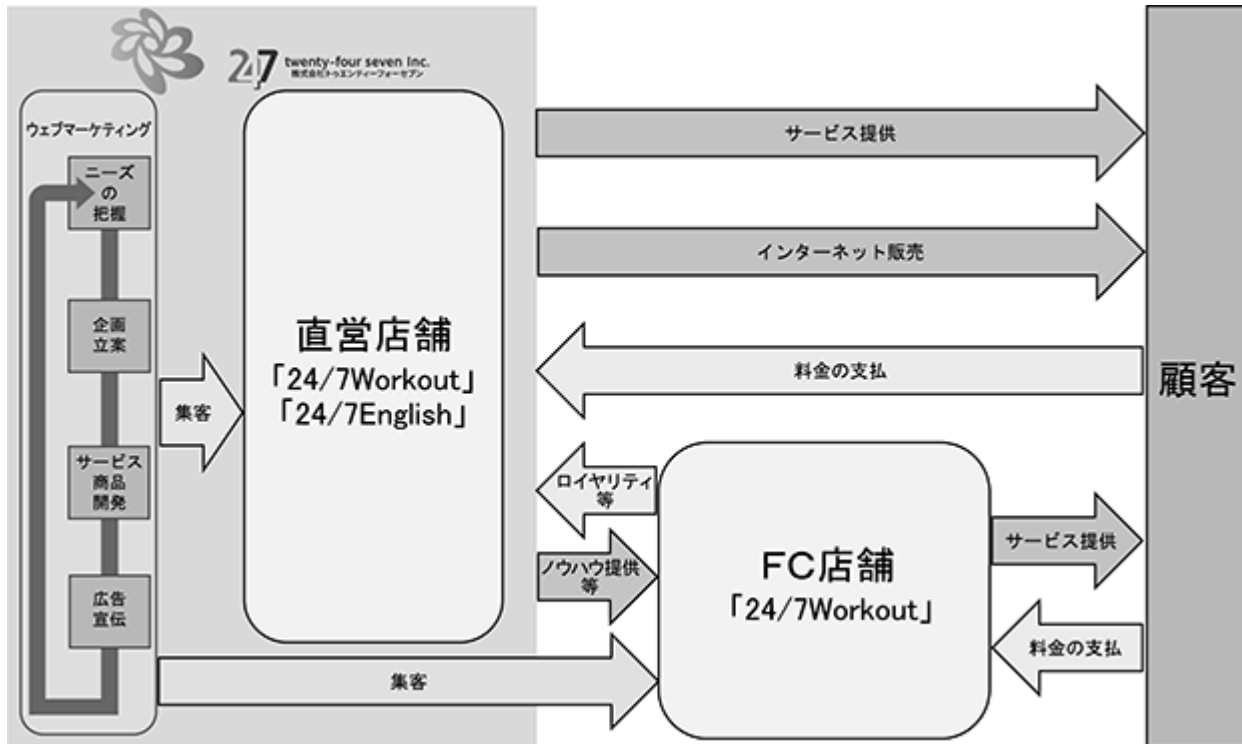 247
twenty-four seven Inc.
株式会社トゥエンティーフォーセブン
ウェブマーケティング
ニーズ
の
把握
企画
立案
サービス
商品
開発
広告
宣伝
集客
直営店舗
「24/7Workout」
「24/7English」
サービス提供
インターネット販売
料金の支払
ロイヤリティ
等
ノウハウ提供
等
集客
FC店舗
「24/7Workout」
サービス提供
料金の支払
顧客